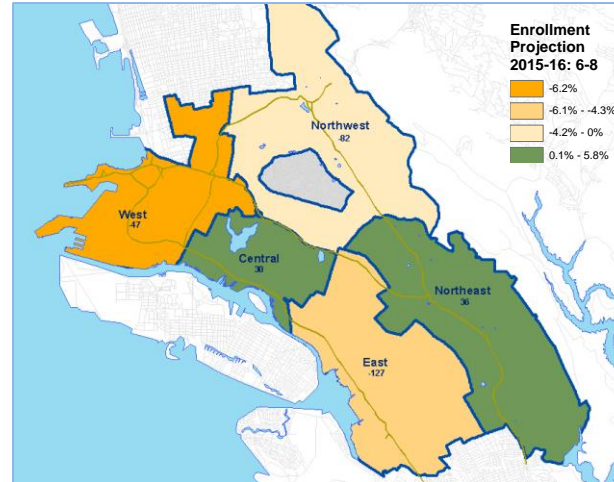 Enrollment
Projection
2015-16: 6-8
-6.2%
-6.1% - -4.3%
-4.2% - 0%
0.1% - 5.8%
Northwest
-82
West
-47
Central
38
Northeast
36
East
-127